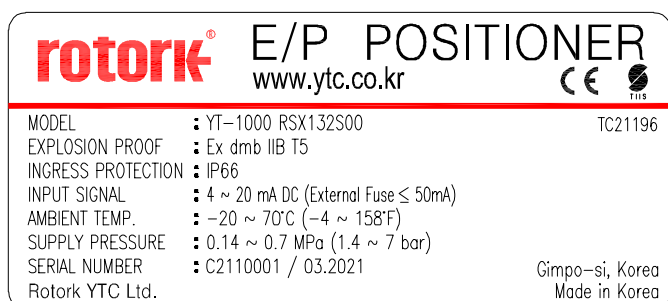 rotork® E/P POSITIONER
www.ytc.co.kr CE TIIS
MODEL : YT-1000 RSX132S00 TC21196
EXPLOSION PROOF : Ex dmb IIB T5
INGRESS PROTECTION : IP66
INPUT SIGNAL : 4 ~ 20 mA DC (External Fuse ≤ 50mA)
AMBIENT TEMP. : -20 ~ 70°C (-4 ~ 158°F)
SUPPLY PRESSURE : 0.14 ~ 0.7 MPa (1.4 ~ 7 bar)
SERIAL NUMBER : C2110001 / 03.2021 Gimpo-si, Korea
Rotork YTC Ltd. Made in Korea